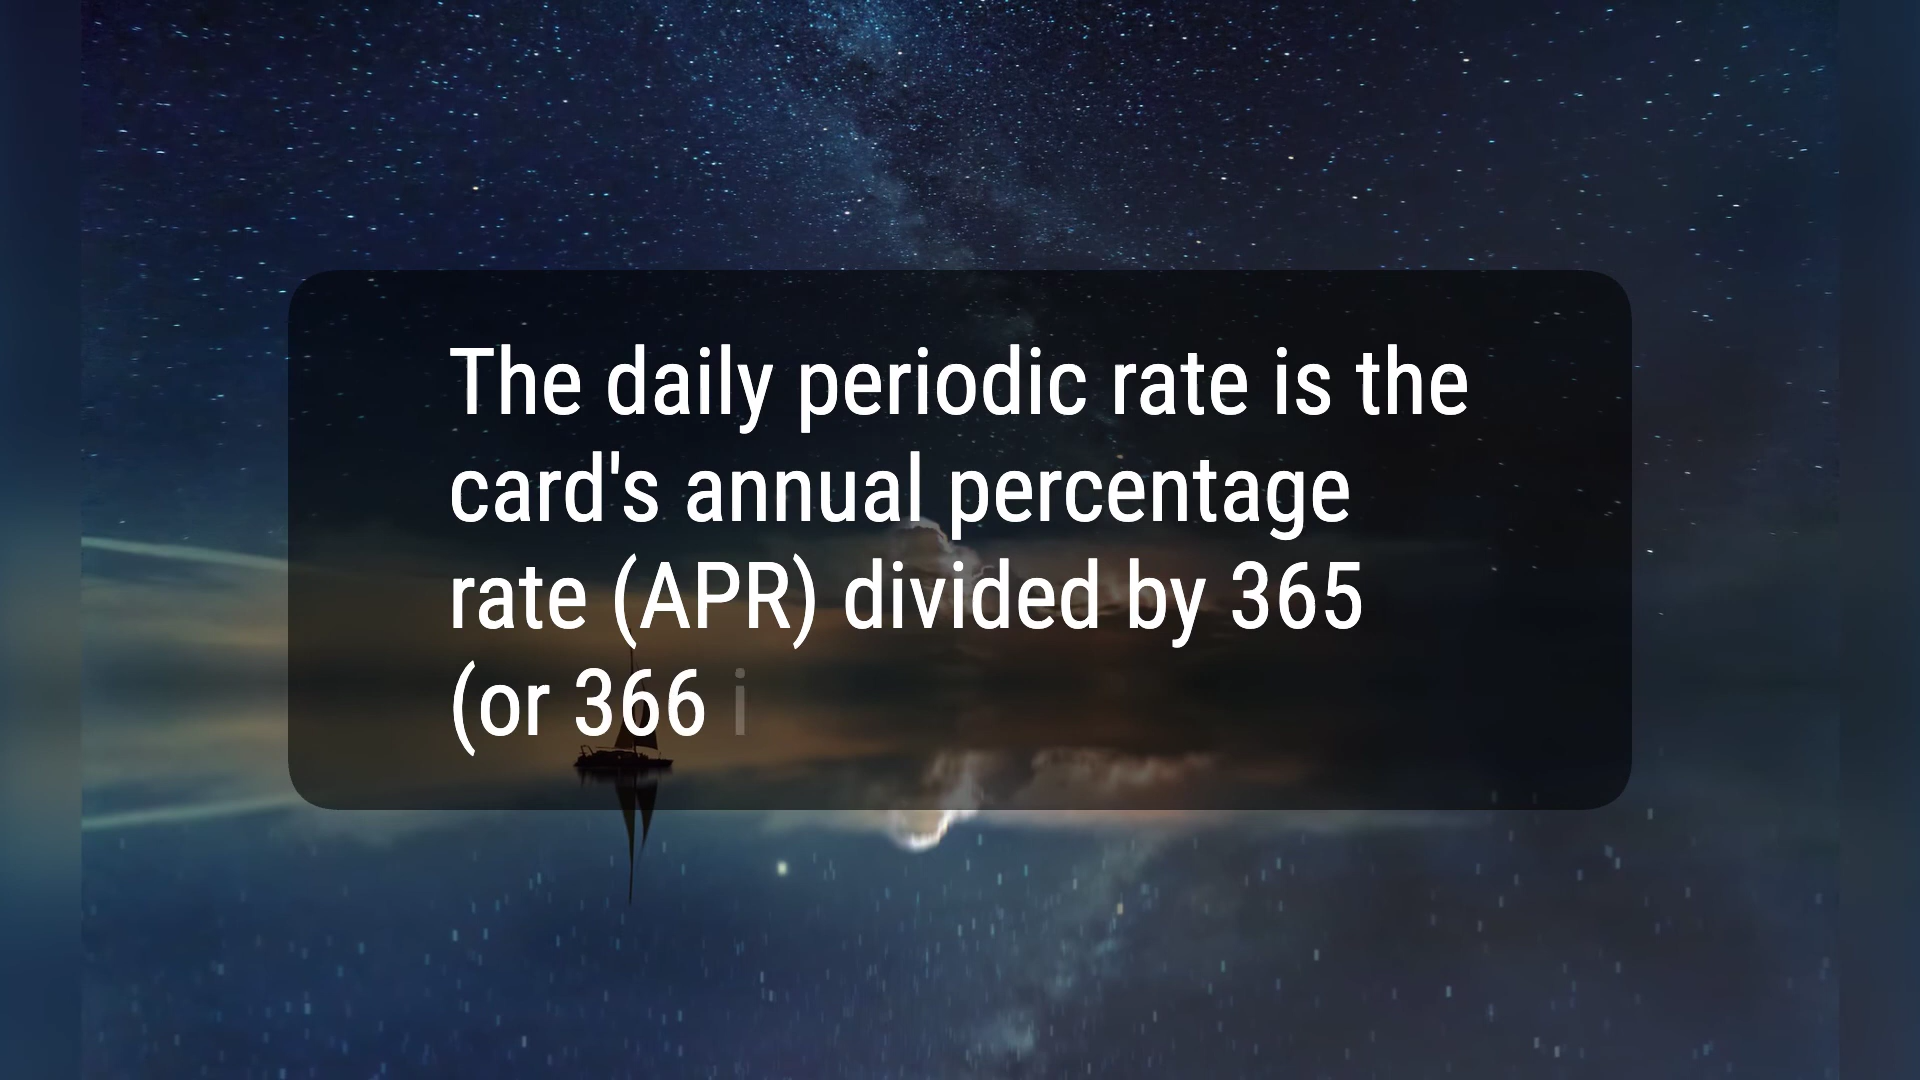 The daily periodic rate is the
card's annual percentage
rate (APR) divided by 365
(or 366 i